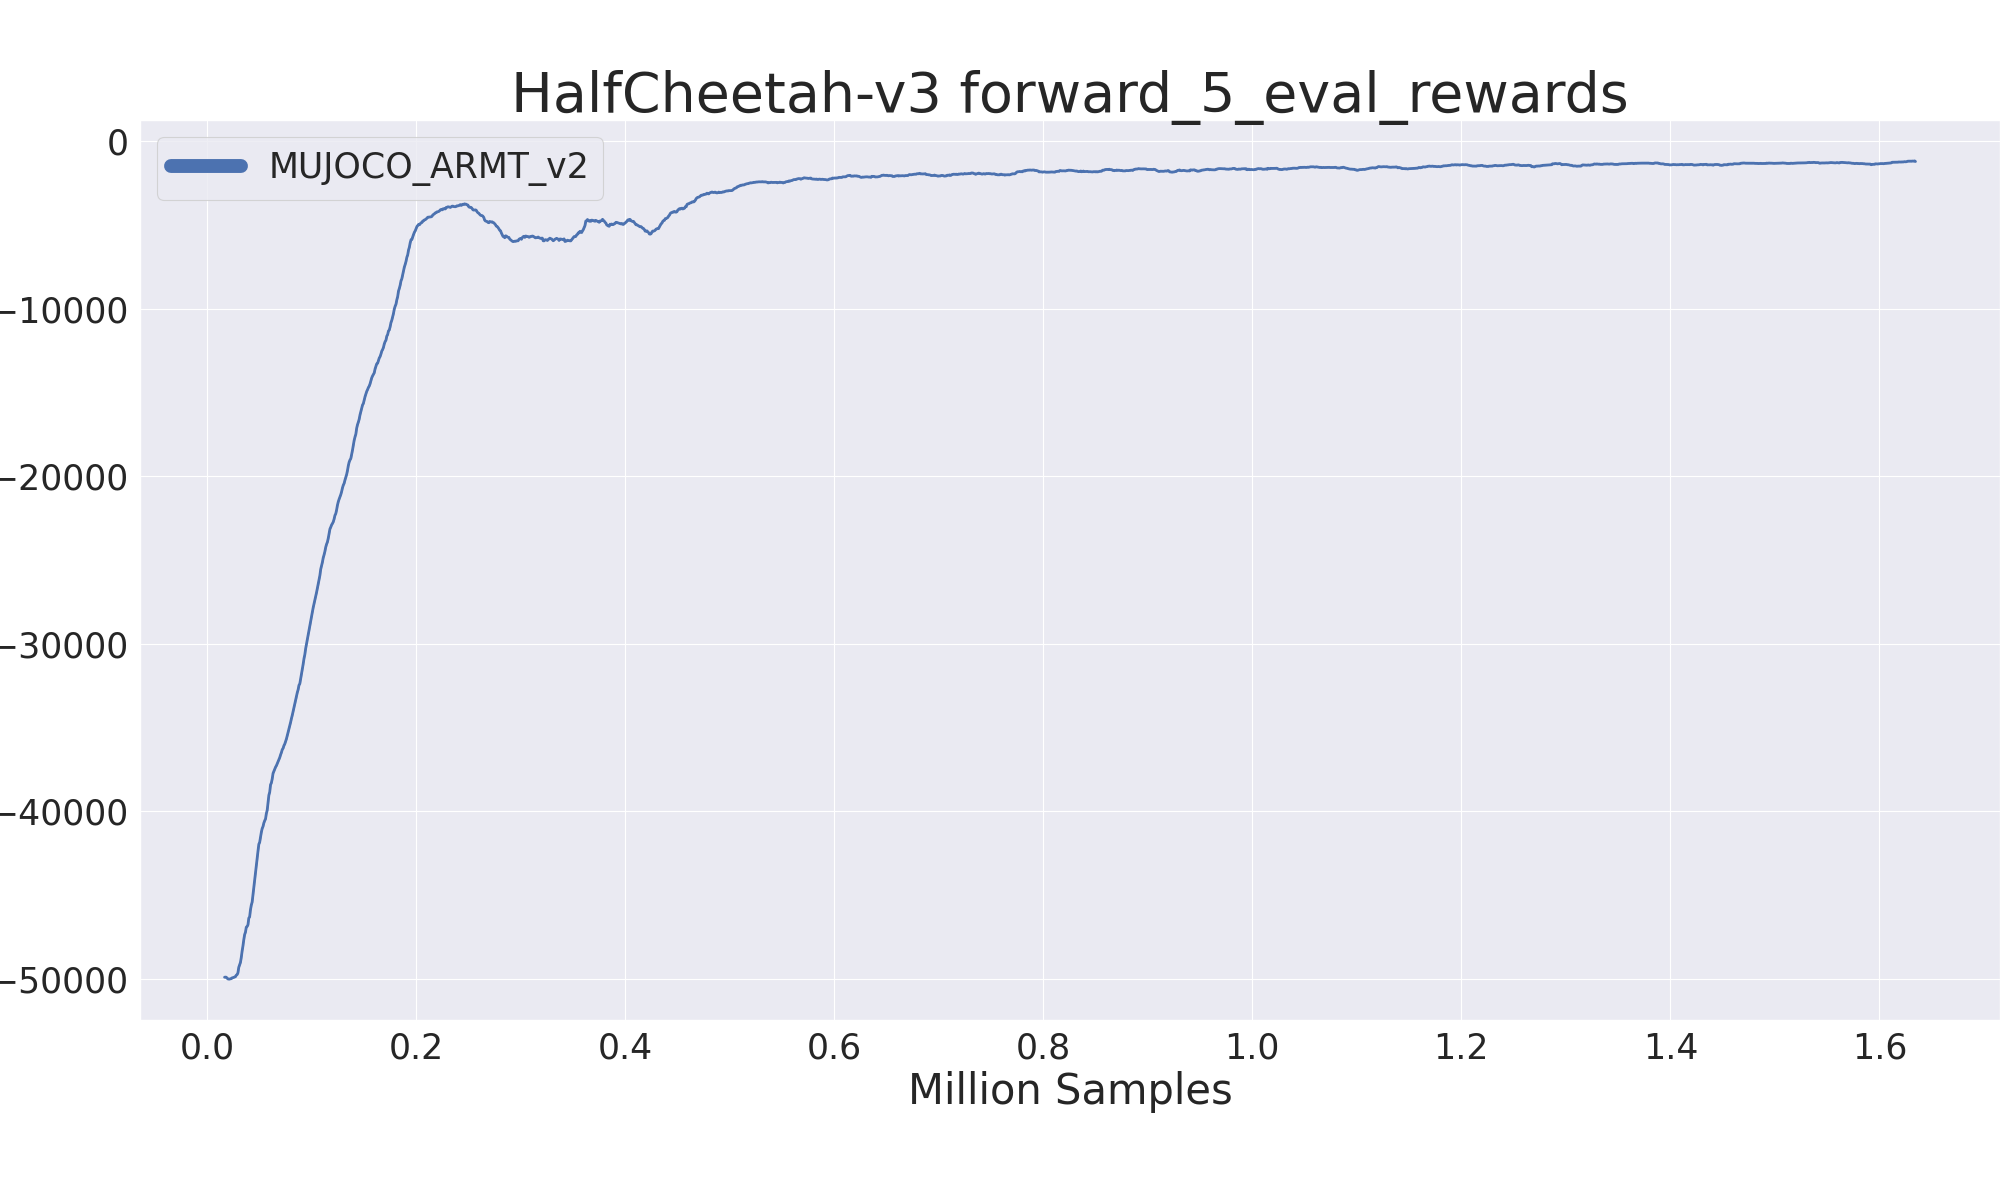 HalfCheetah-v3 forward_5_eval_rewards
MUJOCO_ARMT_v2
0
−10000
−20000
−30000
−40000
−50000
0.0 0.2 0.4 0.6 0.8 1.0 1.2 1.4 1.6
Million Samples